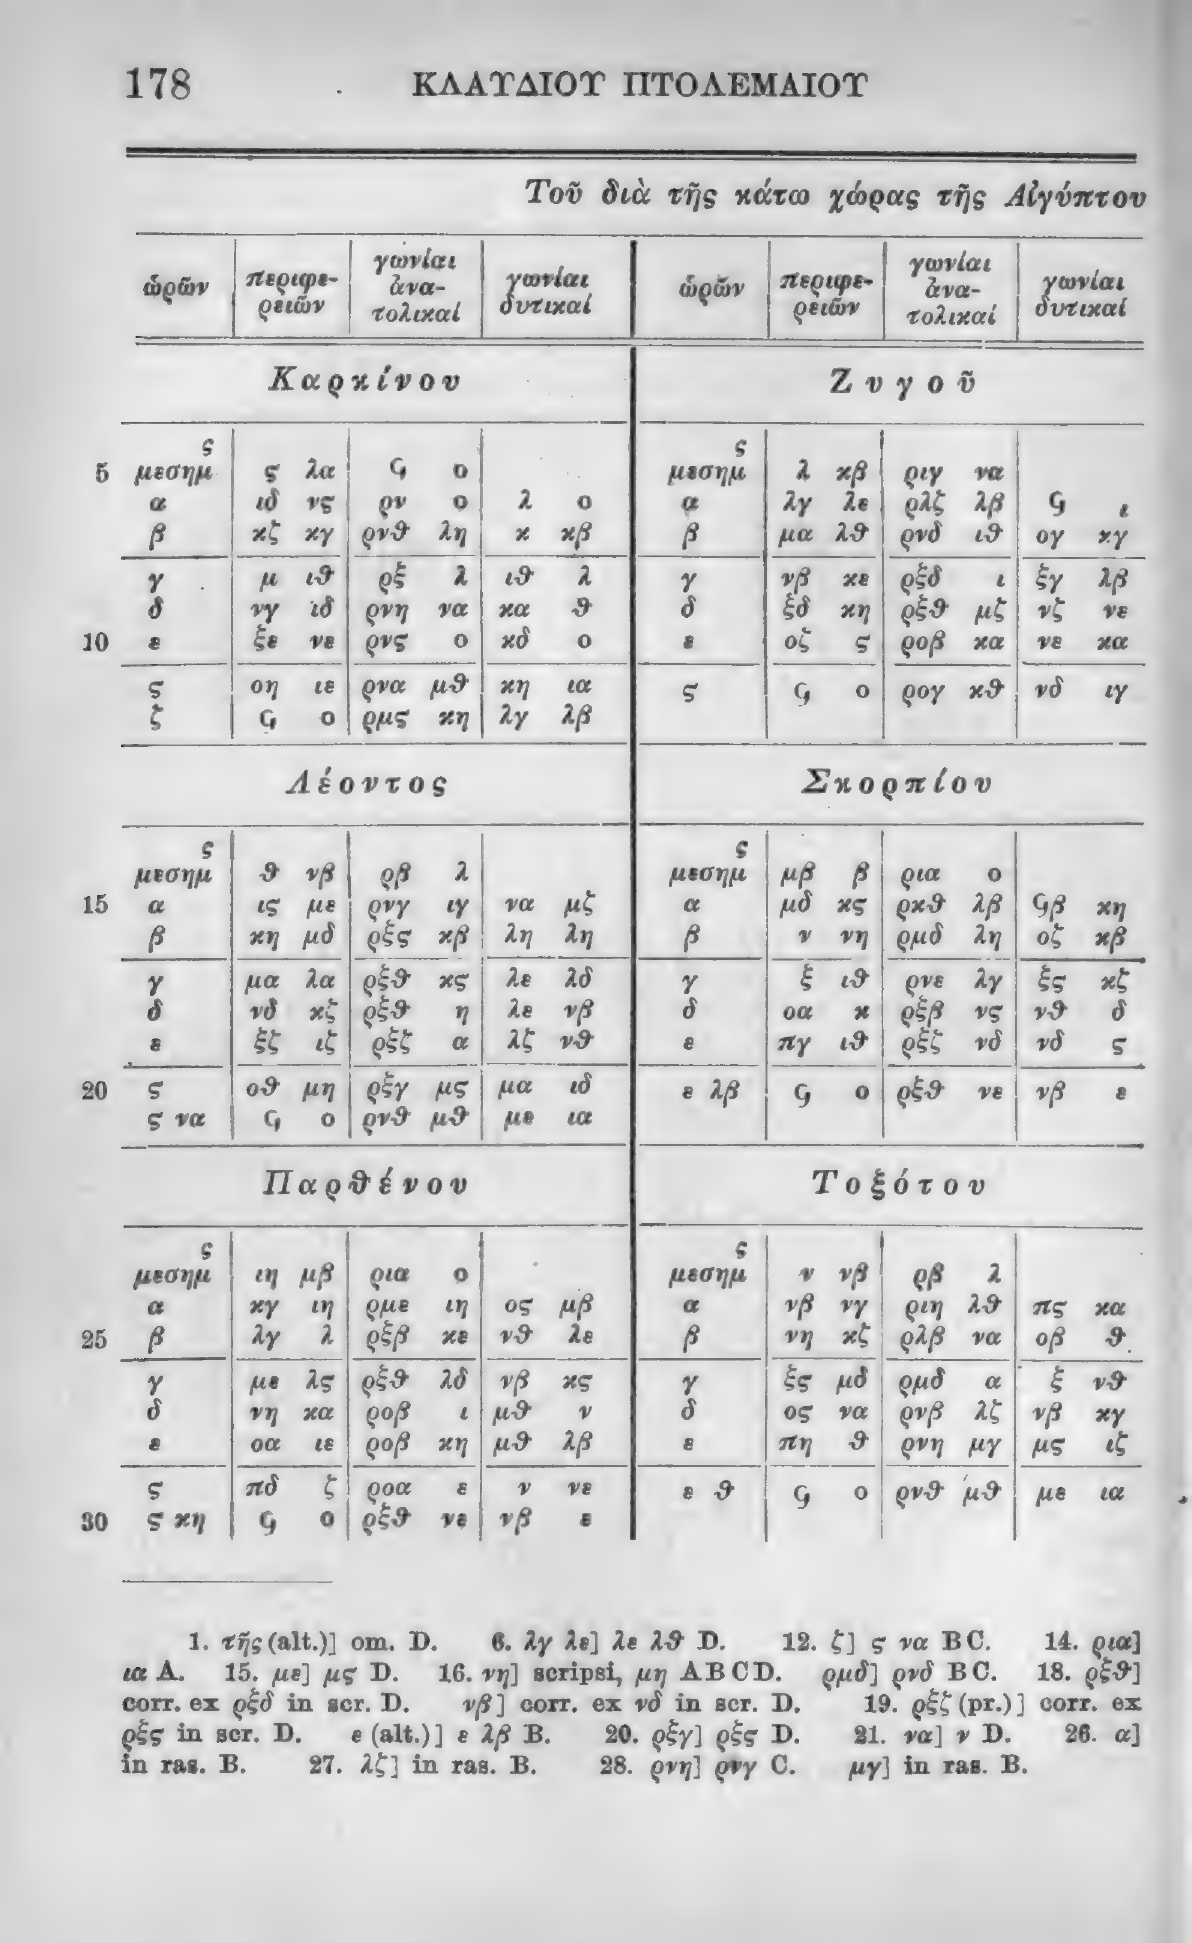 178 ΚΛΑΥΔΙΟΥ ΠΤΟΛΕΜΑΙΟΥ
Τοῦ διὰ τῆς κάτω χώρας τῆς Αἰγύπτου
ὡρῶν περιφε-ρειῶν γωνίαι ἀνα-τολικαί γωνίαι δυτικαί ὡρῶν περιφε-ρειῶν γωνίαι ἀνα-τολικαί γωνίαι δυτικαί
Καρκίνου Ζυγοῦ
ς ς
5 μεσημ ς λα ϟ ο μεσημ λ κβ ριγ να
α ιδ νς ρν ο λ ο α λγ λε ρλζ λβ ϟ ι
β κζ κγ ρνθ λη κ κβ β μα λθ ρνδ ιθ ογ κγ
γ μ ιθ ρξ λ ιθ λ γ νβ κε ρξδ ι ξγ λβ
δ νγ ιδ ρνη να κα θ δ ξδ κη ρξθ μζ νζ νε
10 ε ξε νε ρνς ο κδ ο ε οζ ς ροβ κα νε κα
ς οη ιε ρνα μθ κη ια ς ϟ ο ρογ κθ νδ ιγ
ζ ϟ ο ρμς κη λγ λβ
Λέοντος Σκορπίου
ς ς
μεσημ θ νβ ρβ λ μεσημ μβ β ρια ο
15 α ις με ρνγ ιγ να μζ α μδ κς ρκθ λβ ϟβ κη
β κη μδ ρξς κβ λη λη β ν νη ρμδ λη οζ κβ
γ μα λα ρξθ κς λε λδ γ ξ ιθ ρνε λγ ξς κζ
δ νδ κζ ρξθ η λε νβ δ οα κ ρξβ νς νθ δ
ε ξζ ιζ ρξζ α λζ νθ ε πγ ιθ ρξζ νδ νδ ς
20 ς οθ μη ρξγ μς μα ιδ ε λβ ϟ ο ρξθ νε νβ ε
ς να ϟ ο ρνθ μθ με ια
Παρθένου Τοξότου
ς ς
μεσημ ιη μβ ρια ο μεσημ ν νβ ρβ λ
α κγ ιη ρμε ιη ος μβ α νβ νγ ριη λθ πς κα
25 β λγ λ ρξβ κε νθ λε β νη κζ ρλβ να οβ θ
γ με λς ρξθ λδ νβ κς γ ξς μδ ρμδ α ξ νθ
δ νη κα ροβ ι μθ ν δ ος να ρνβ λζ νβ κγ
ε οα ιε ροβ κη μθ λβ ε πη θ ρνη μγ μς ιζ
ς πδ ζ ροα ε ν νε ε θ ϟ ο ρνθ μθ με ια
30 ς κη ϟ ο ρξθ νε νβ ε
1. τῆς (alt.)] om. D. 6. λγ λε] λε λθ D. 12. ζ] ς να BC. 14. ρια]
ια A. 15. με] μς D. 16. νη] scripsi, μη ABCD. ρμδ] ρνδ BC. 18. ρξθ]
corr. ex ρξδ in scr. D. νβ] corr. ex νδ in scr. D. 19. ρξζ (pr.)] corr. ex
ρξς in scr. D. ε (alt.)] ε λβ B. 20. ρξγ] ρξς D. 21. να] ν D. 26. α]
in ras. B. 27. λζ] in ras. B. 28. ρνη] ρνγ C. μγ] in ras. B.